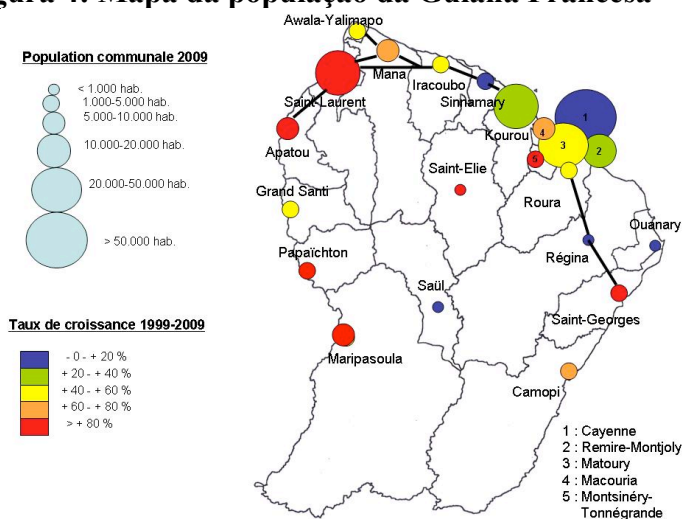 gura 4: Mapa da população da Guiana Francesa
Population communale 2009
< 1.000 hab.
1.000-5.000 hab.
5.000-10.000 hab.
10.000-20.000 hab.
20.000-50.000 hab.
> 50.000 hab.
Taux de croissance 1999-2009
- 0 - + 20 %
+ 20 - + 40 %
+ 40 - + 60 %
+ 60 - + 80 %
> + 80 %
Awala-Yalimapo
Mana
Iracoubo
Saint-Laurent
Sinnamary
Kourou
Apatou
Saint-Elie
Grand Santi
Roura
Ouanary
Papaïchton
Régina
Saül
Saint-Georges
Maripasoula
Camopi
1
2
3
4
5
1 : Cayenne
2 : Remire-Montjoly
3 : Matoury
4 : Macouria
5 : Montsinéry-
Tonnégrande